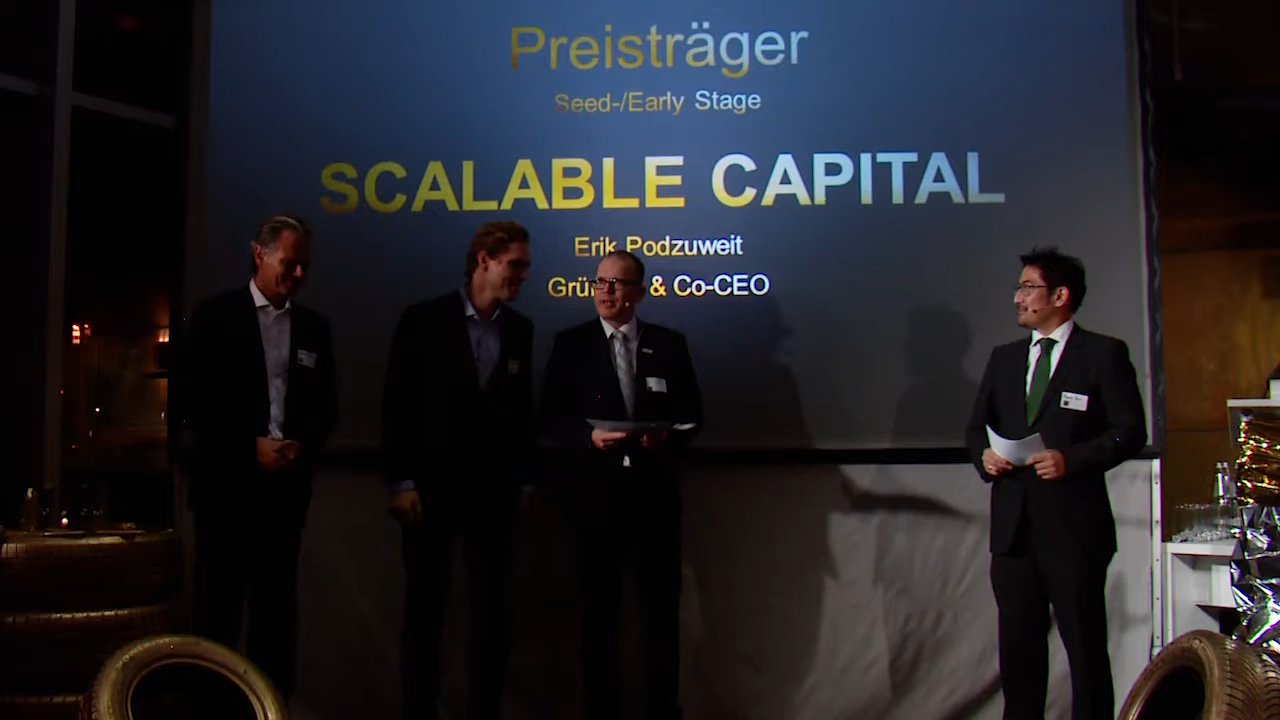 Preisträger
Seed-/Early Stage
SCALABLE CAPITAL
Erik Podzuweit
& Co-CEO